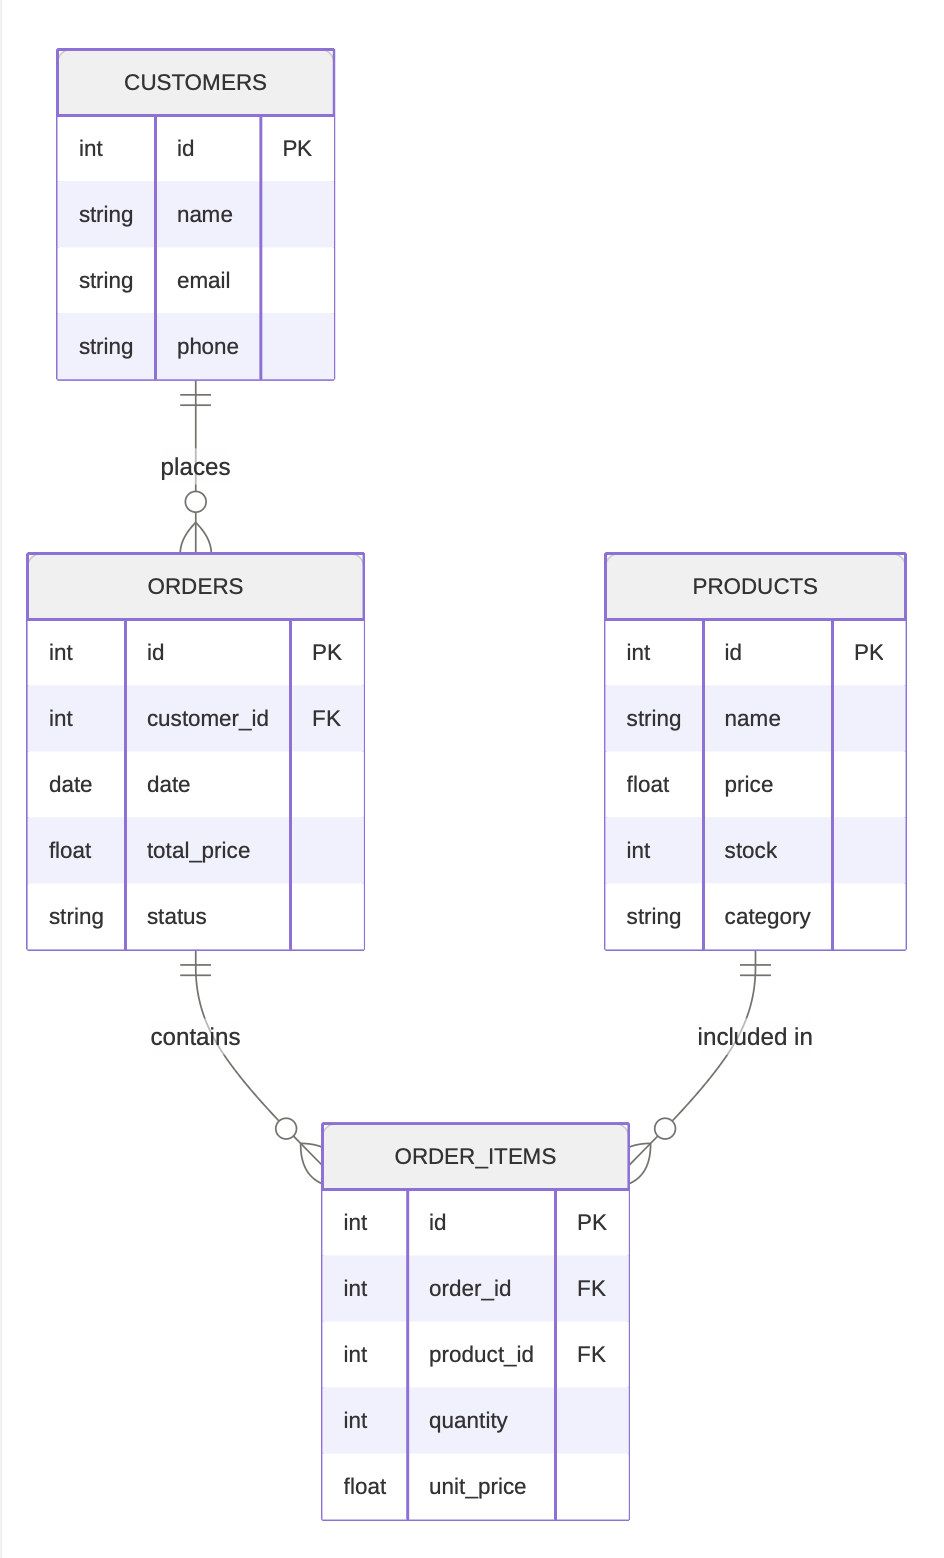 CUSTOMERS
int id PK
string name
string email
string phone
places
ORDERS
int id PK
int customer_id FK
date date
float total_price
string status
PRODUCTS
int id PK
string name
float price
int stock
string category
contains
included in
ORDER_ITEMS
int id PK
int order_id FK
int product_id FK
int quantity
float unit_price